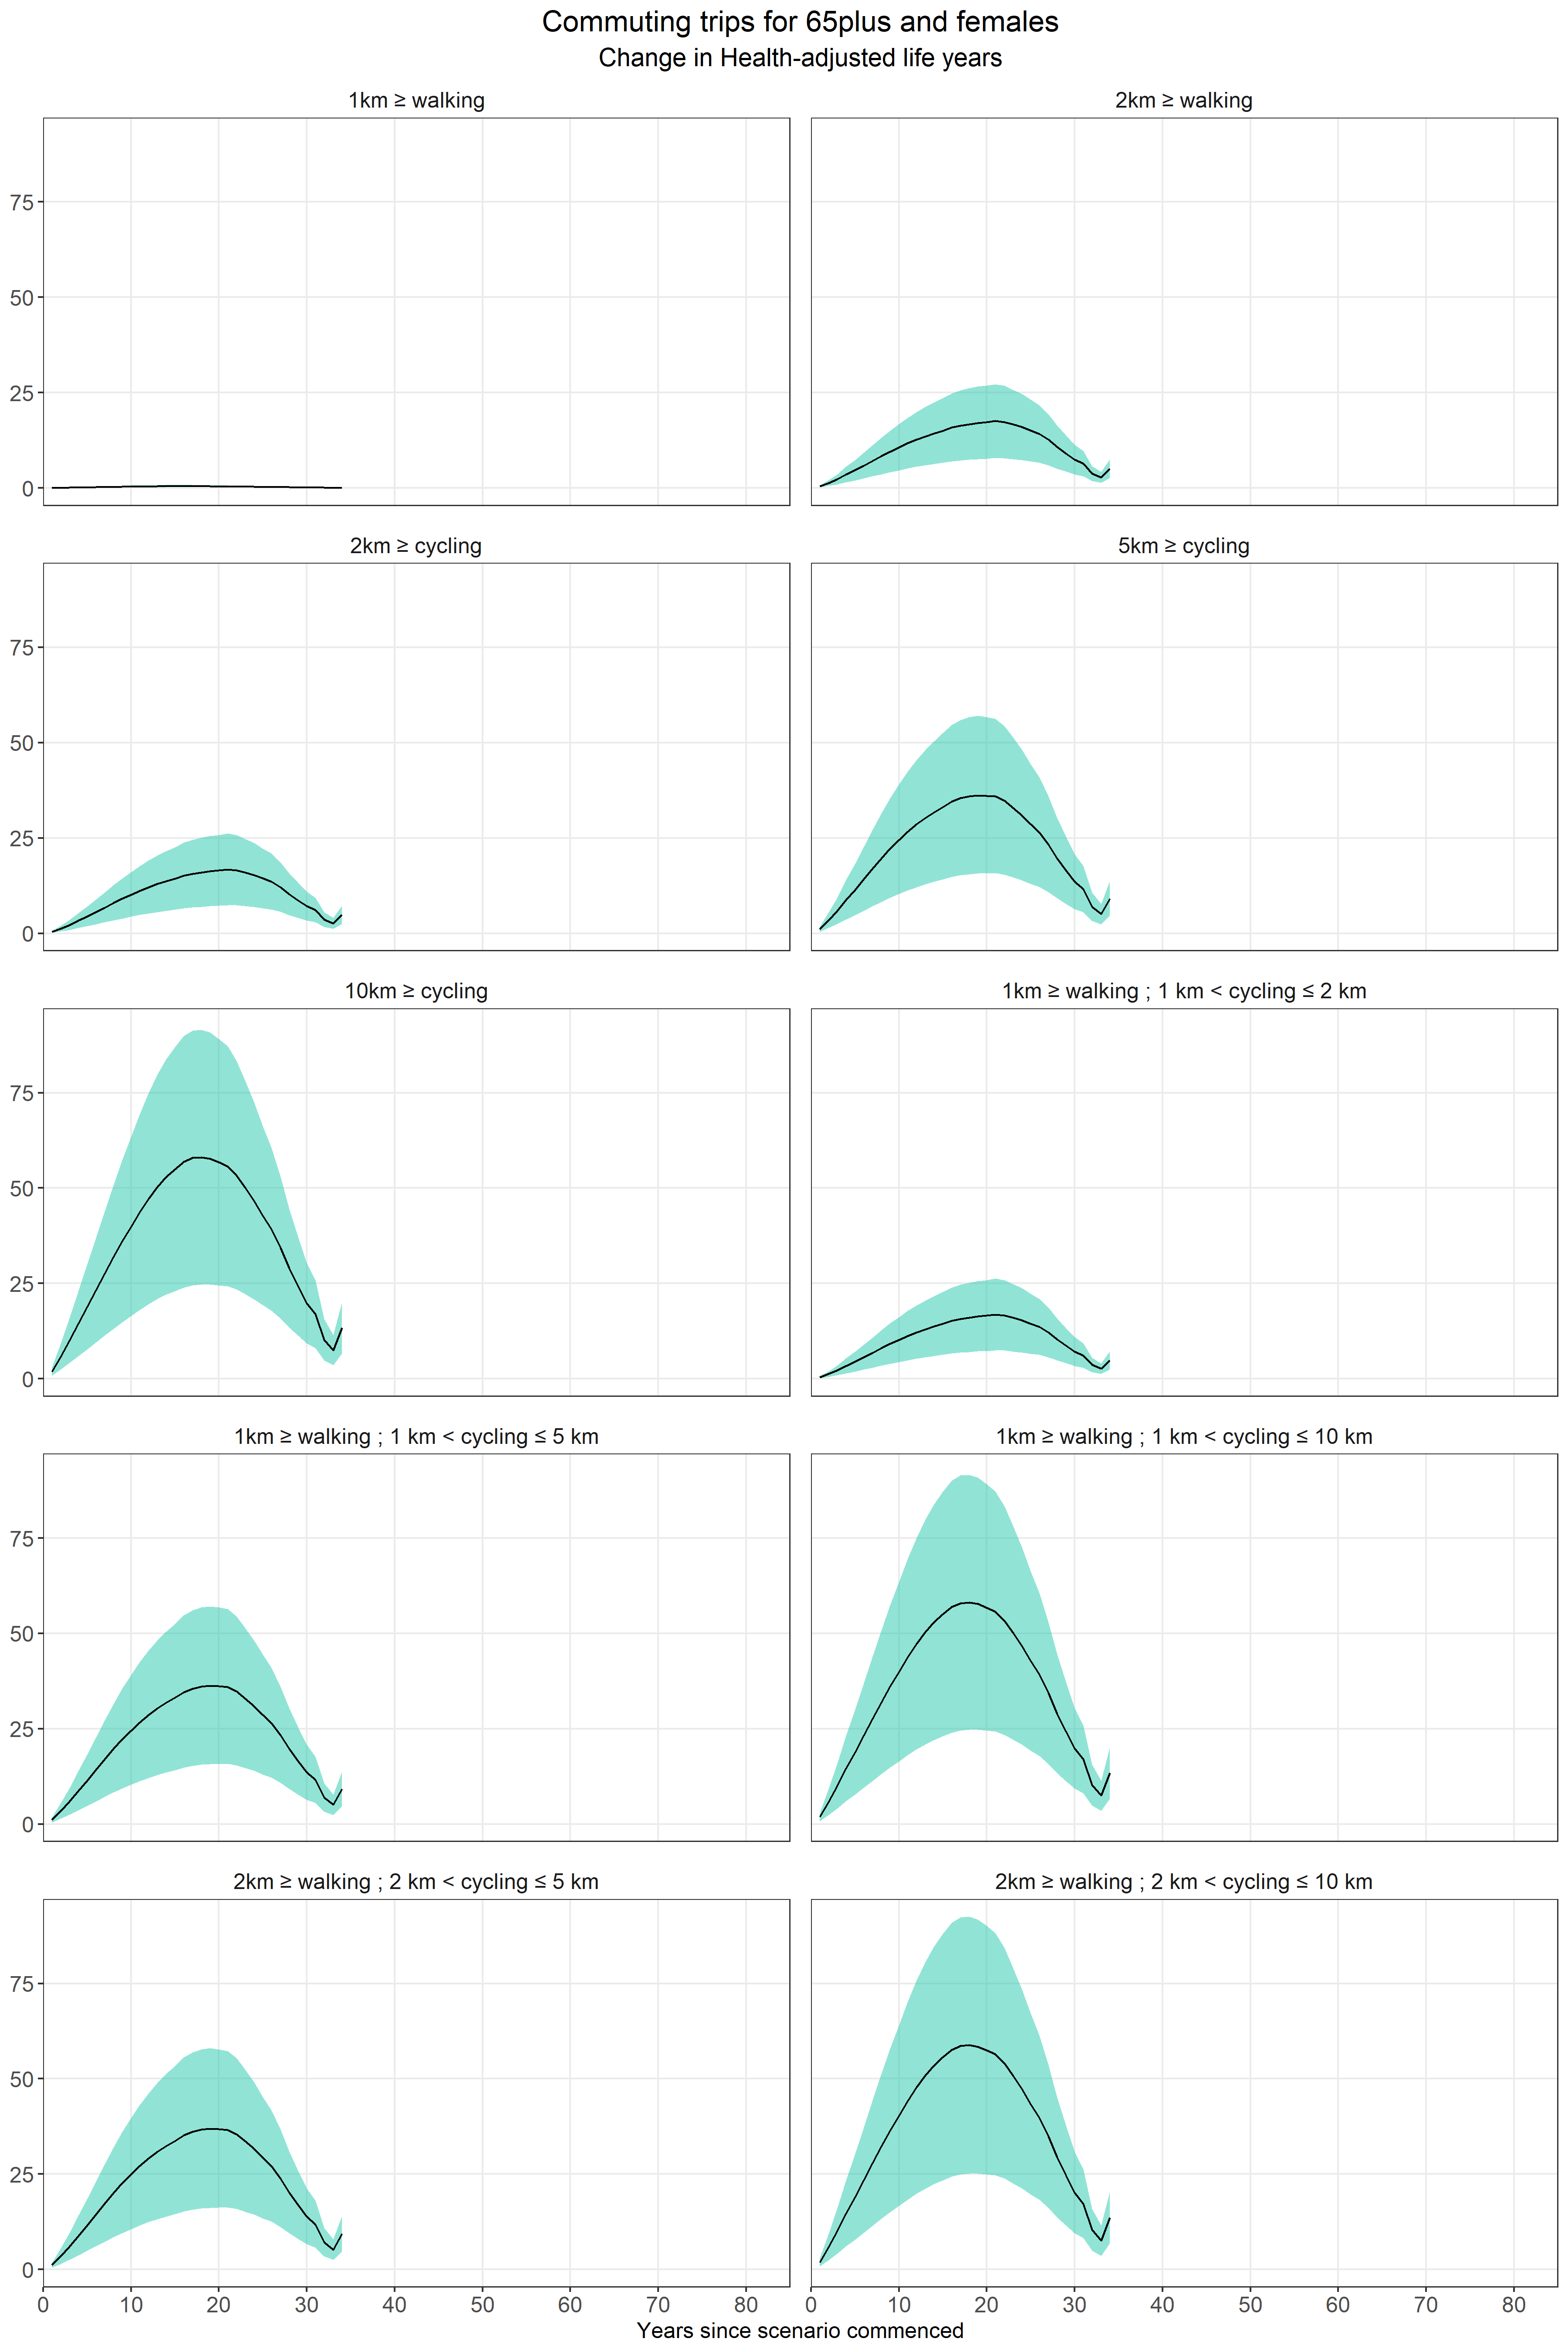 Commuting trips for 65plus and females
Change in Health-adjusted life years
1km ≥ walking
2km ≥ walking
75
50
25
0
2km ≥ cycling
5km ≥ cycling
75
50
25
0
10km ≥ cycling
1km ≥ walking ; 1 km < cycling ≤ 2 km
75
50
25
0
1km ≥ walking ; 1 km < cycling ≤ 5 km
1km ≥ walking ; 1 km < cycling ≤ 10 km
75
50
25
0
2km ≥ walking ; 2 km < cycling ≤ 5 km
2km ≥ walking ; 2 km < cycling ≤ 10 km
75
50
25
0
0 10 20 30 40 50 60 70 80
0 10 20 30 40 50 60 70 80
Years since scenario commenced